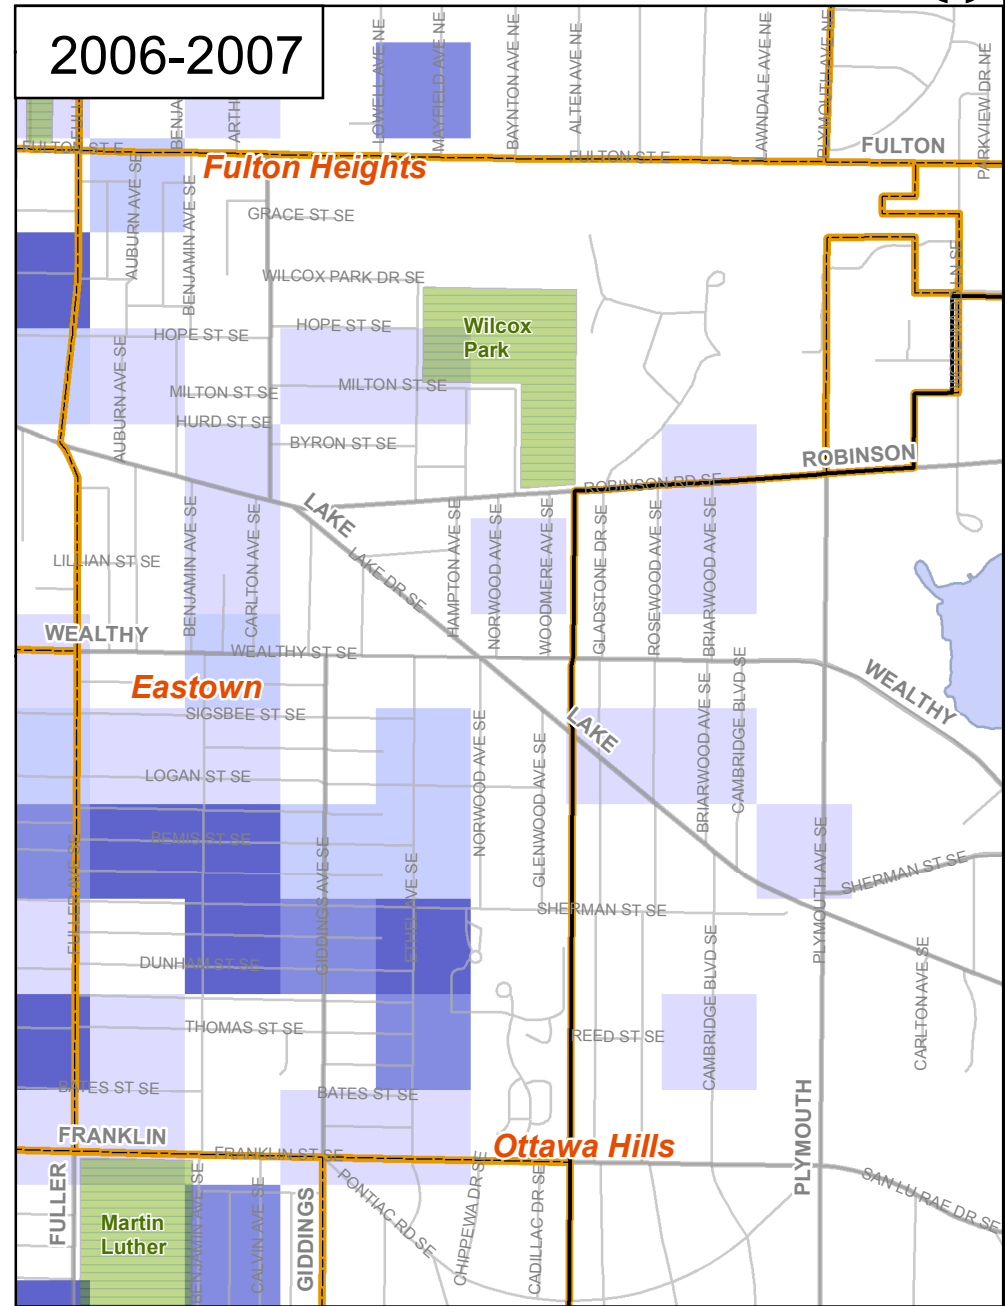 2006-2007
LOWELL AVE NE
MAYFIELD AVE NE
BAYNTON AVE NE
ALTEN AVE NE
LAWNDALE AVE NE
PLYMOUTH AVE NE
PARKVIEW DR NE
FULTON
FULTON ST E
FULTON ST E
Fulton Heights
AUBURN AVE SE
BENJAMIN AVE SE
GRACE ST SE
WILCOX PARK DR SE
HOPE ST SE
HOPE ST SE
Wilcox
Park
MILTON ST SE
MILTON ST SE
AUBURN AVE SE
HURD ST SE
BYRON ST SE
ROBINSON
ROBINSON RD SE
LAKE
LAKE DR SE
LILLIAN ST SE
BENJAMIN AVE SE
CARLTON AVE SE
HAMPTON AVE SE
NORWOOD AVE SE
WOODMERE AVE SE
GLADSTONE DR SE
ROSEWOOD AVE SE
BRIARWOOD AVE SE
WEALTHY
WEALTHY ST SE
WEALTHY
Eastown
SIGSBEE ST SE
LAKE
LOGAN ST SE
NORWOOD AVE SE
GLENWOOD AVE SE
BRIARWOOD AVE SE
CAMBRIDGE BLVD SE
BEMIS ST SE
FULLER AVE SE
GIDDINGS AVE SE
ETHEL AVE SE
PLYMOUTH AVE SE
SHERMAN ST SE
SHERMAN ST SE
DUNHAM ST SE
THOMAS ST SE
REED ST SE
CAMBRIDGE BLVD SE
CARLTON AVE SE
BATES ST SE
BATES ST SE
FRANKLIN
FRANKLIN ST SE
Ottawa Hills
PLYMOUTH
SAN LU RAE DR SE
FULLER
Martin
Luther
BENJAMIN AVE SE
CALVIN AVE SE
GIDDINGS
PONTIAC RD SE
CHIPPEWA DR SE
CADILLAC DR SE